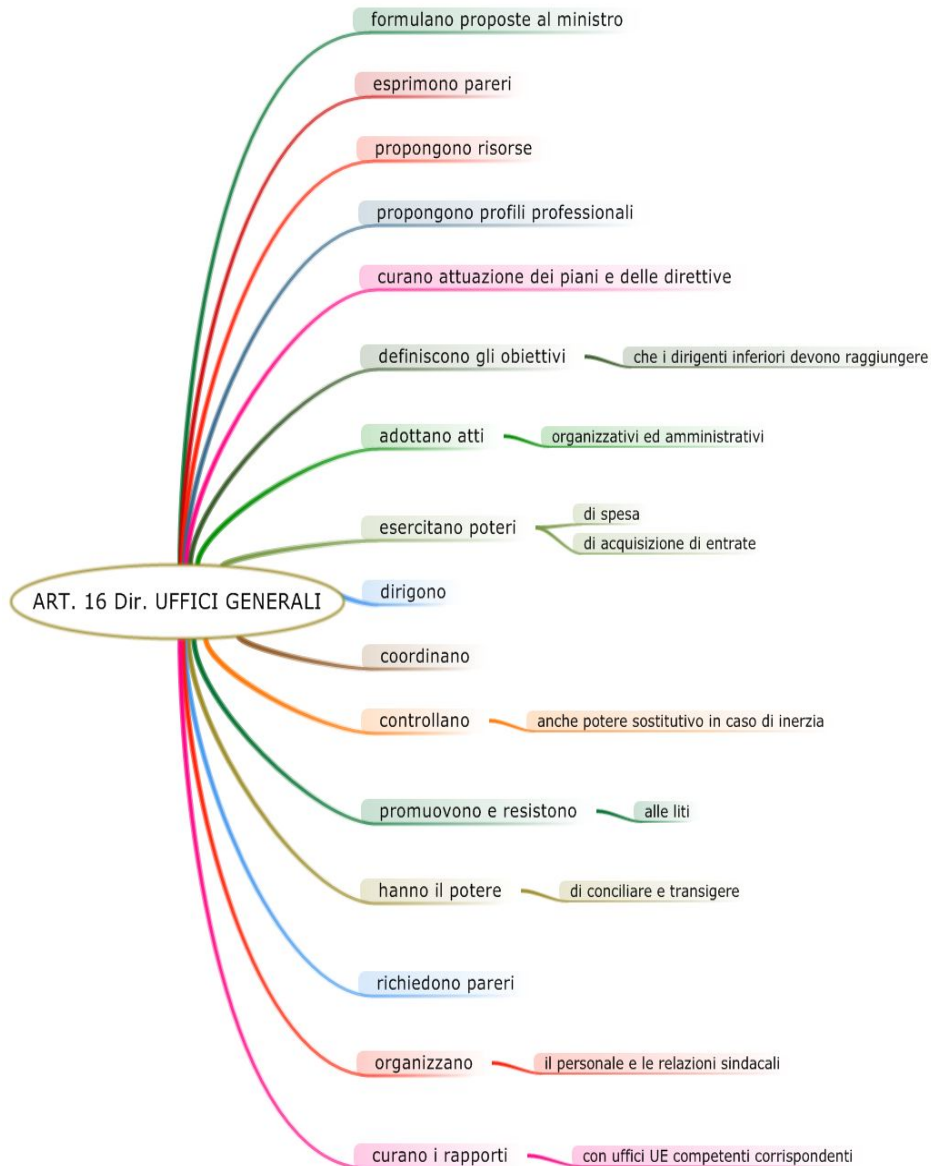 formulano proposte al ministro
esprimono pareri
propongono risorse
propongono profili professionali
curano attuazione dei piani e delle direttive
definiscono gli obiettivi
che i dirigenti inferiori devono raggiungere
adottano atti
organizzativi ed amministrativi
esercitano poteri
di spesa
di acquisizione di entrate
ART. 16 Dir. UFFICI GENERALI
dirigono
coordinano
controllano
anche potere sostitutivo in caso di inerzia
promuovono e resistono
alle liti
hanno il potere
di conciliare e transigere
richiedono pareri
organizzano
il personale e le relazioni sindacali
curano i rapporti
con uffici UE competenti corrispondenti